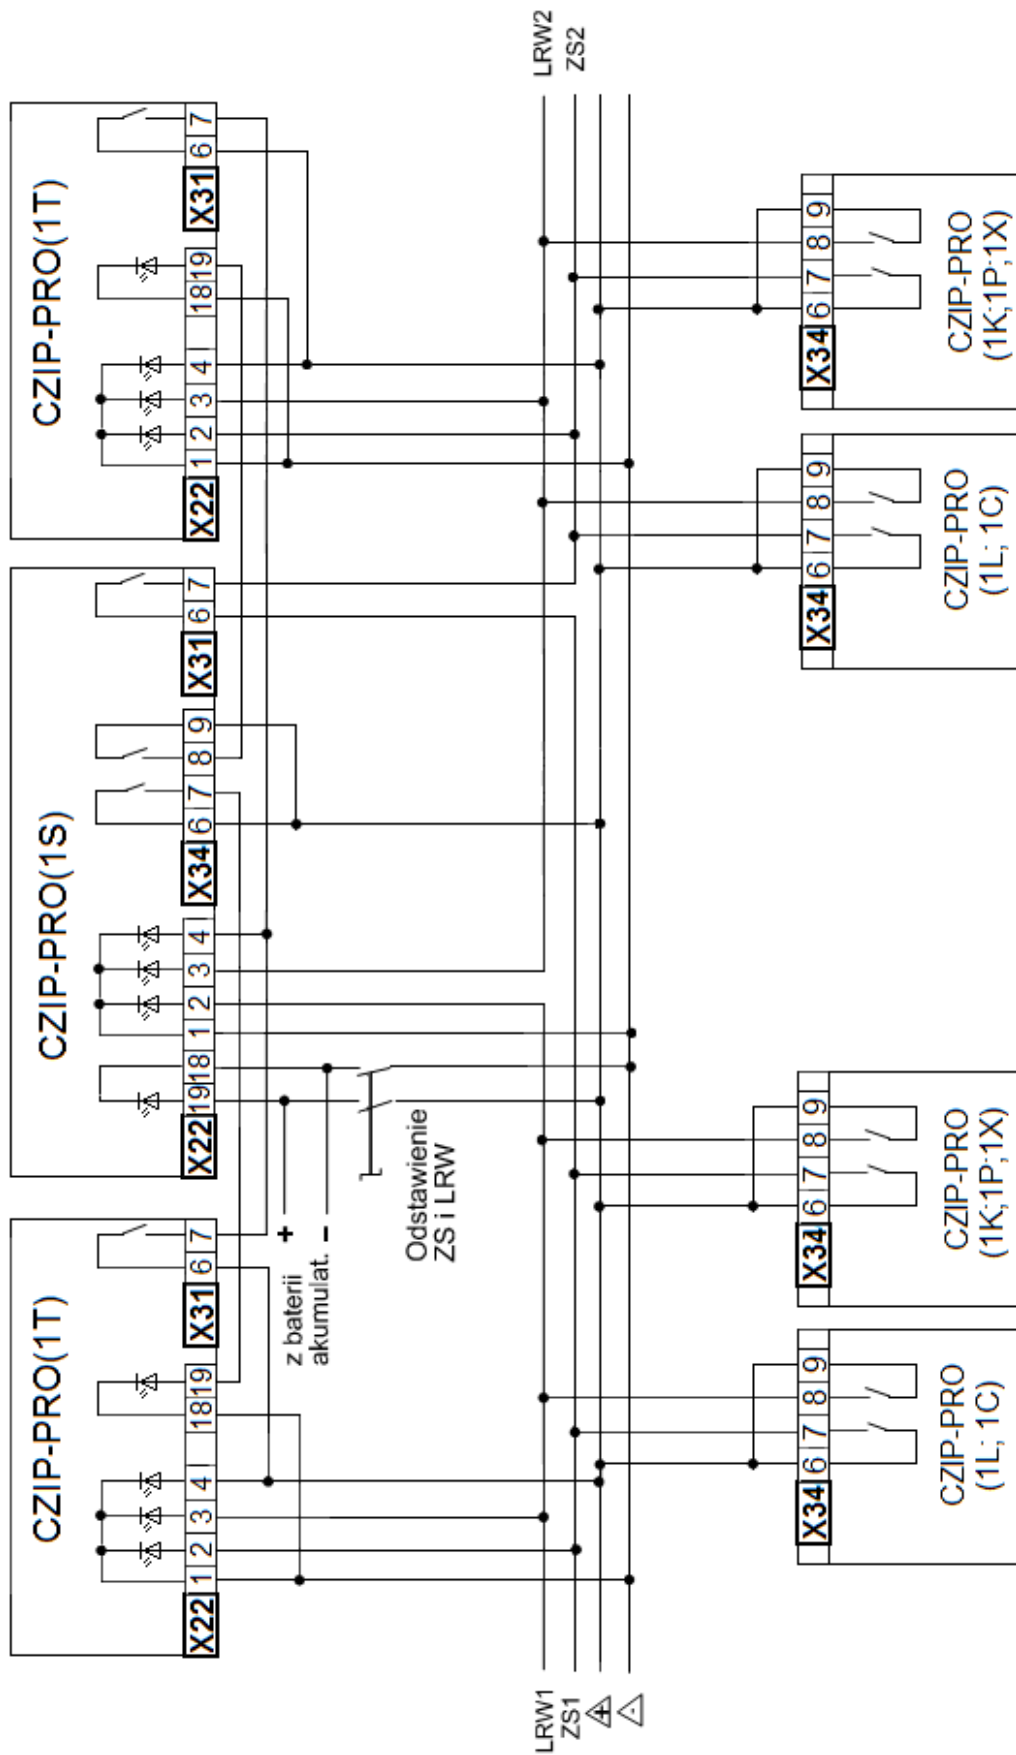 CZIP-PRO(1T)
CZIP-PRO(1S)
CZIP-PRO(1T)
X22 1 2 3 4 18 19 X31 6 7
X22 19 18 1 2 3 4 X34 6 7 8 9 X31 6 7
X22 1 2 3 4 18 19 X31 6 7
z baterii +
akumulat. -
Odstawienie
ZS i LRW
LRW1
LRW2
ZS1
ZS2
+
-
X34 6 7 8 9
X34 6 7 8 9
X34 6 7 8 9
X34 6 7 8 9
CZIP-PRO
(1L; 1C)
CZIP-PRO
(1K;1P;1X)
CZIP-PRO
(1L; 1C)
CZIP-PRO
(1K;1P;1X)